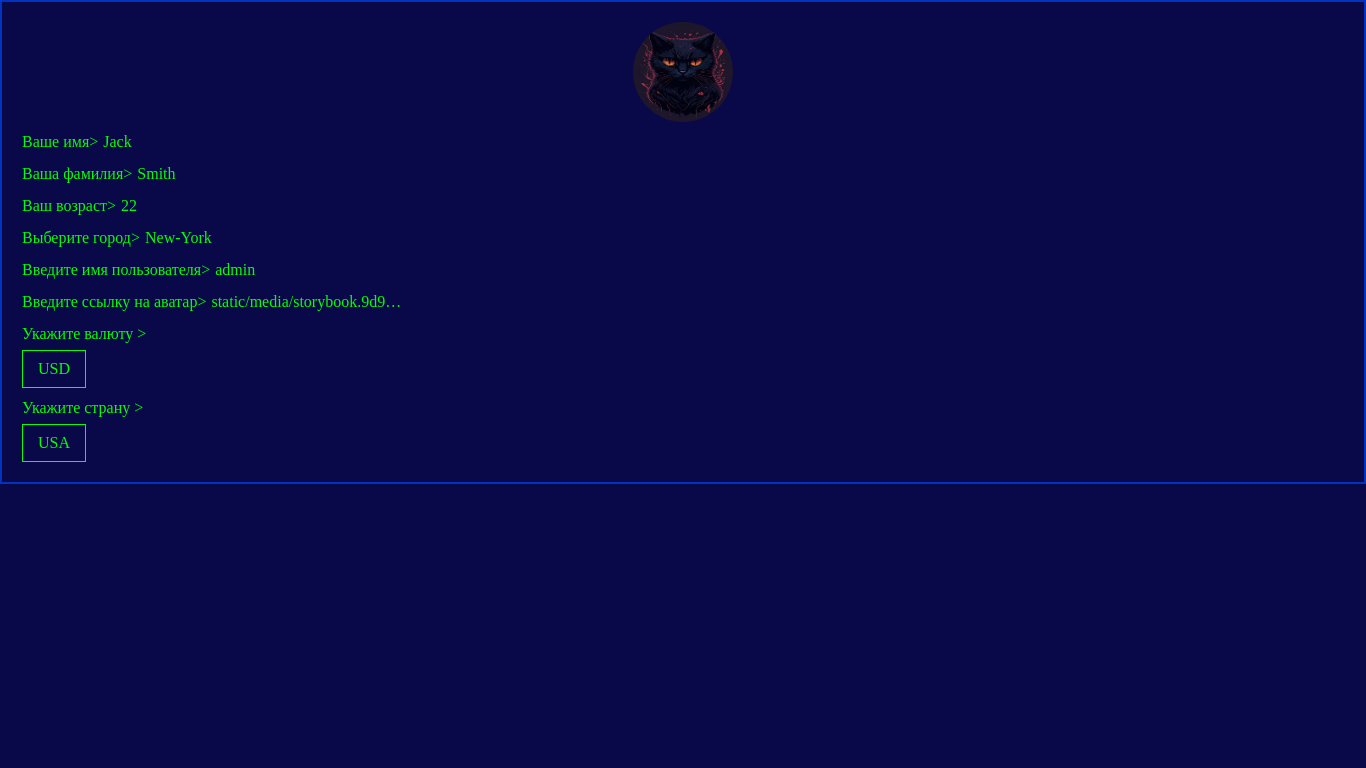 Ваше имя> Jack
Ваша фамилия> Smith
Ваш возраст> 22
Выберите город> New-York
Введите имя пользователя> admin
Введите ссылку на аватар> static/media/storybook.9d9…
Укажите валюту >
USD
Укажите страну >
USA